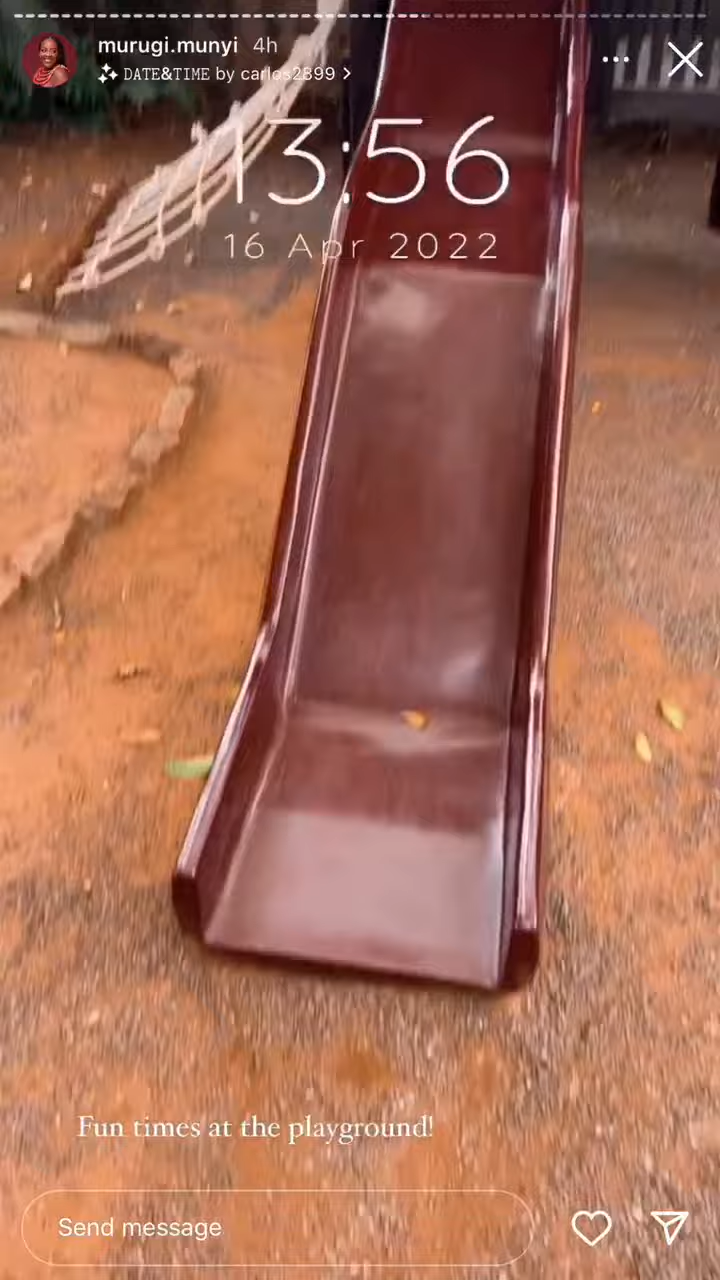 murugi.munyi 4h
DATE&TIME by carlos2899
13:56
16 Apr 2022
Fun times at the playground!
Send message